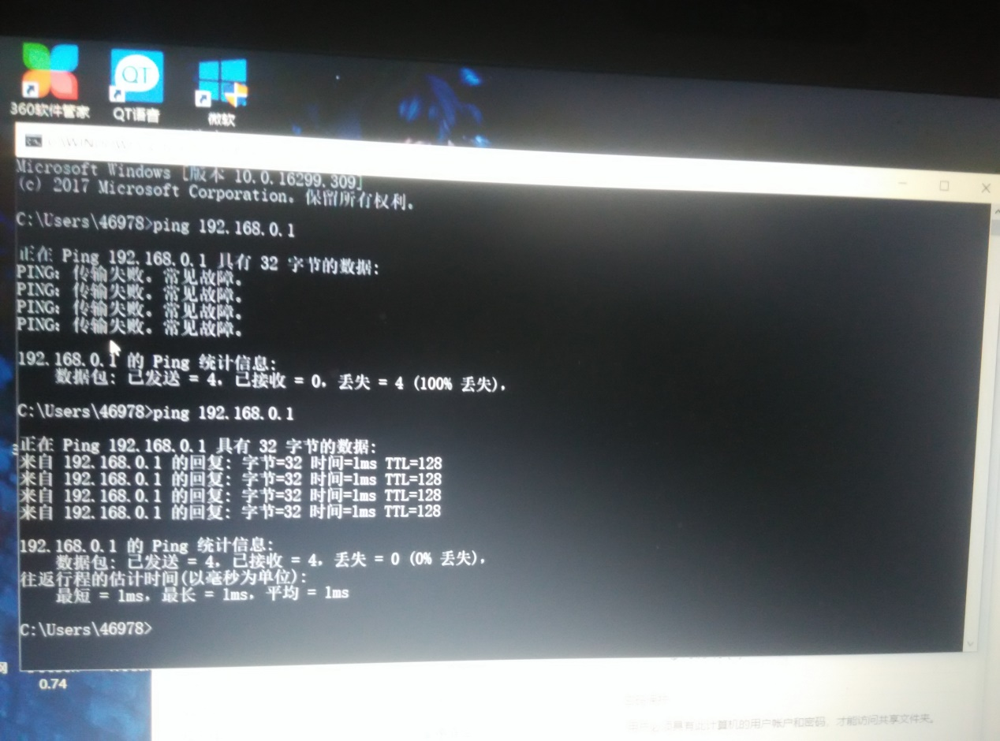 360软件管家
QT
QT语音
微软
Microsoft Windows [版本 10.0.16299.309]
(c) 2017 Microsoft Corporation。保留所有权利。
C:\Users\46978>ping 192.168.0.1
正在 Ping 192.168.0.1 具有 32 字节的数据:
PING: 传输失败。常见故障。
PING: 传输失败。常见故障。
PING: 传输失败。常见故障。
PING: 传输失败。常见故障。
192.168.0.1 的 Ping 统计信息:
数据包: 已发送 = 4，已接收 = 0，丢失 = 4 (100% 丢失)，
C:\Users\46978>ping 192.168.0.1
正在 Ping 192.168.0.1 具有 32 字节的数据:
来自 192.168.0.1 的回复: 字节=32 时间=1ms TTL=128
来自 192.168.0.1 的回复: 字节=32 时间=1ms TTL=128
来自 192.168.0.1 的回复: 字节=32 时间=1ms TTL=128
来自 192.168.0.1 的回复: 字节=32 时间=1ms TTL=128
192.168.0.1 的 Ping 统计信息:
数据包: 已发送 = 4，已接收 = 4，丢失 = 0 (0% 丢失)，
往返行程的估计时间(以毫秒为单位):
最短 = 1ms，最长 = 1ms，平均 = 1ms
C:\Users\46978>
网
0.74
此计算机的用户帐户和密码，才能访问共享文件夹。